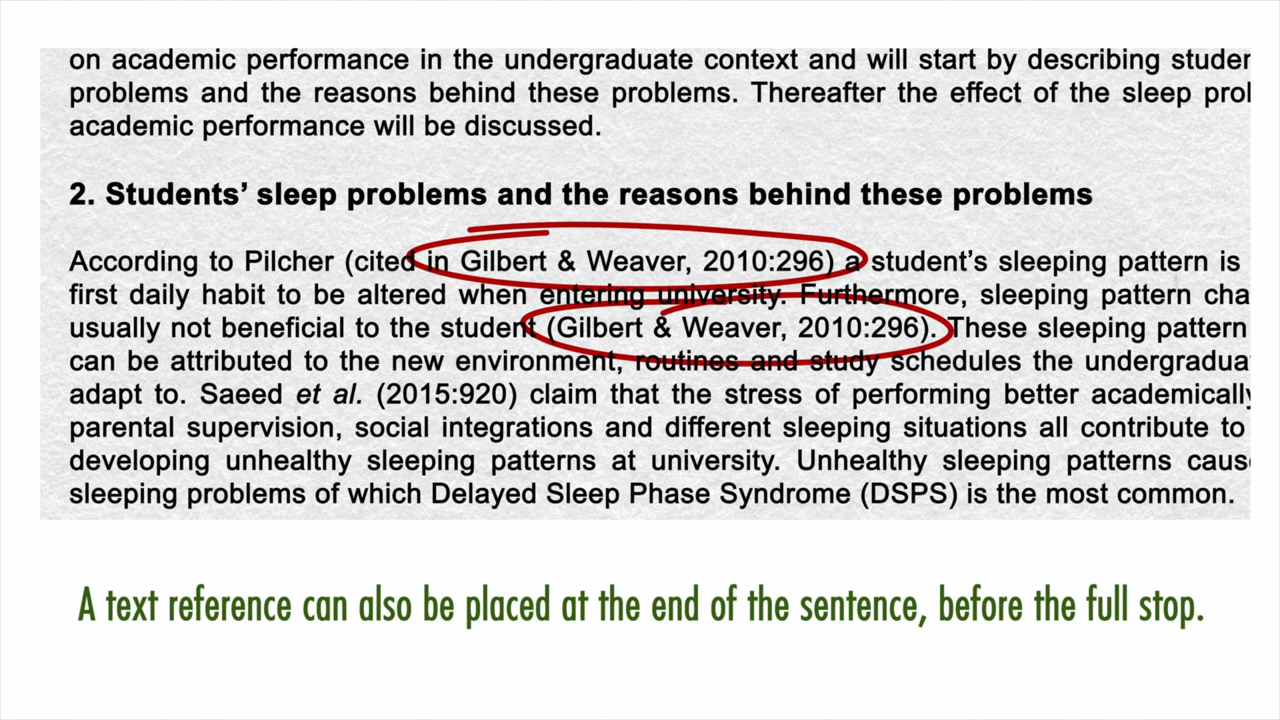 on academic performance in the undergraduate context and will start by describing studen
problems and the reasons behind these problems. Thereafter the effect of the sleep prol
academic performance will be discussed.
2. Students’ sleep problems and the reasons behind these problems
According to Pilcher (cited in Gilbert & Weaver, 2010:296) a student’s sleeping pattern is
first daily habit to be altered when entering university. Furthermore, sleeping pattern cha
usually not beneficial to the student (Gilbert & Weaver, 2010:296). These sleeping pattern
can be attributed to the new environment, routines and study schedules the undergradua
adapt to. Saeed et al. (2015:920) claim that the stress of performing better academically
parental supervision, social integrations and different sleeping situations all contribute to
developing unhealthy sleeping patterns at university. Unhealthy sleeping patterns caus
sleeping problems of which Delayed Sleep Phase Syndrome (DSPS) is the most common.
A text reference can also be placed at the end of the sentence, before the full stop.